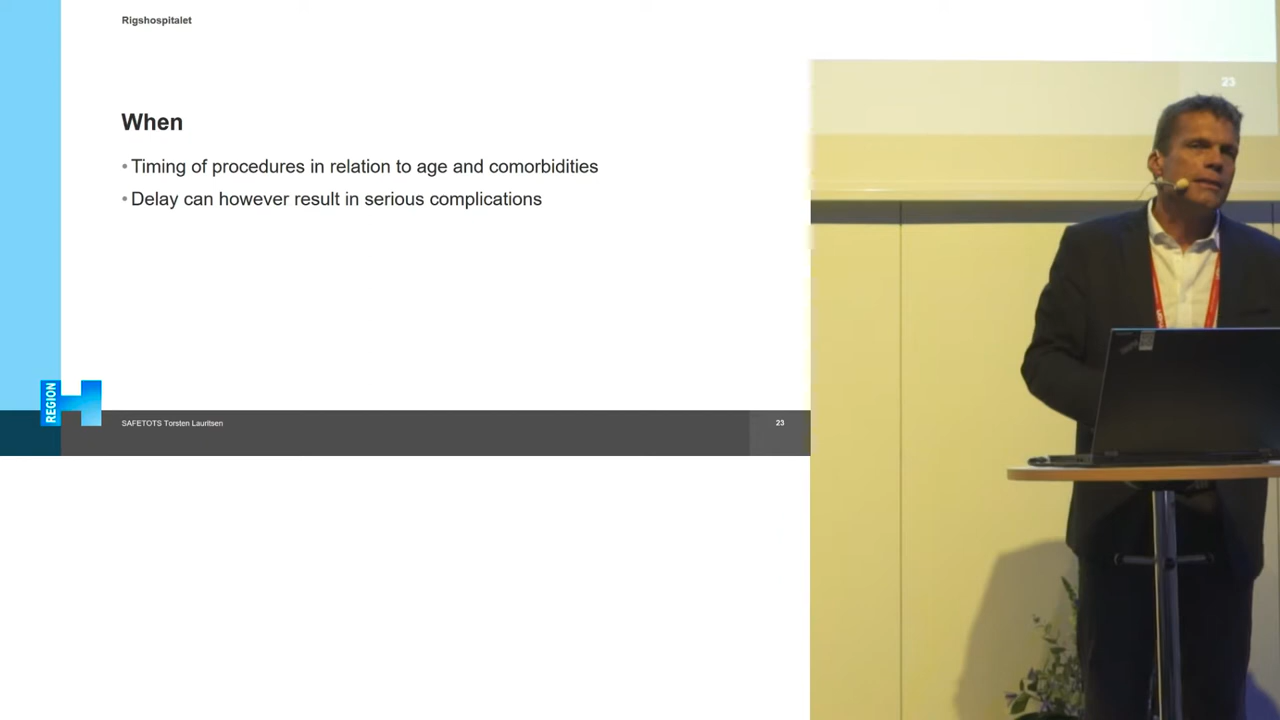 Rigshospitalet
When
• Timing of procedures in relation to age and comorbidities
• Delay can however result in serious complications
REGION
SAFETOTS Torsten Lauritsen
23
23